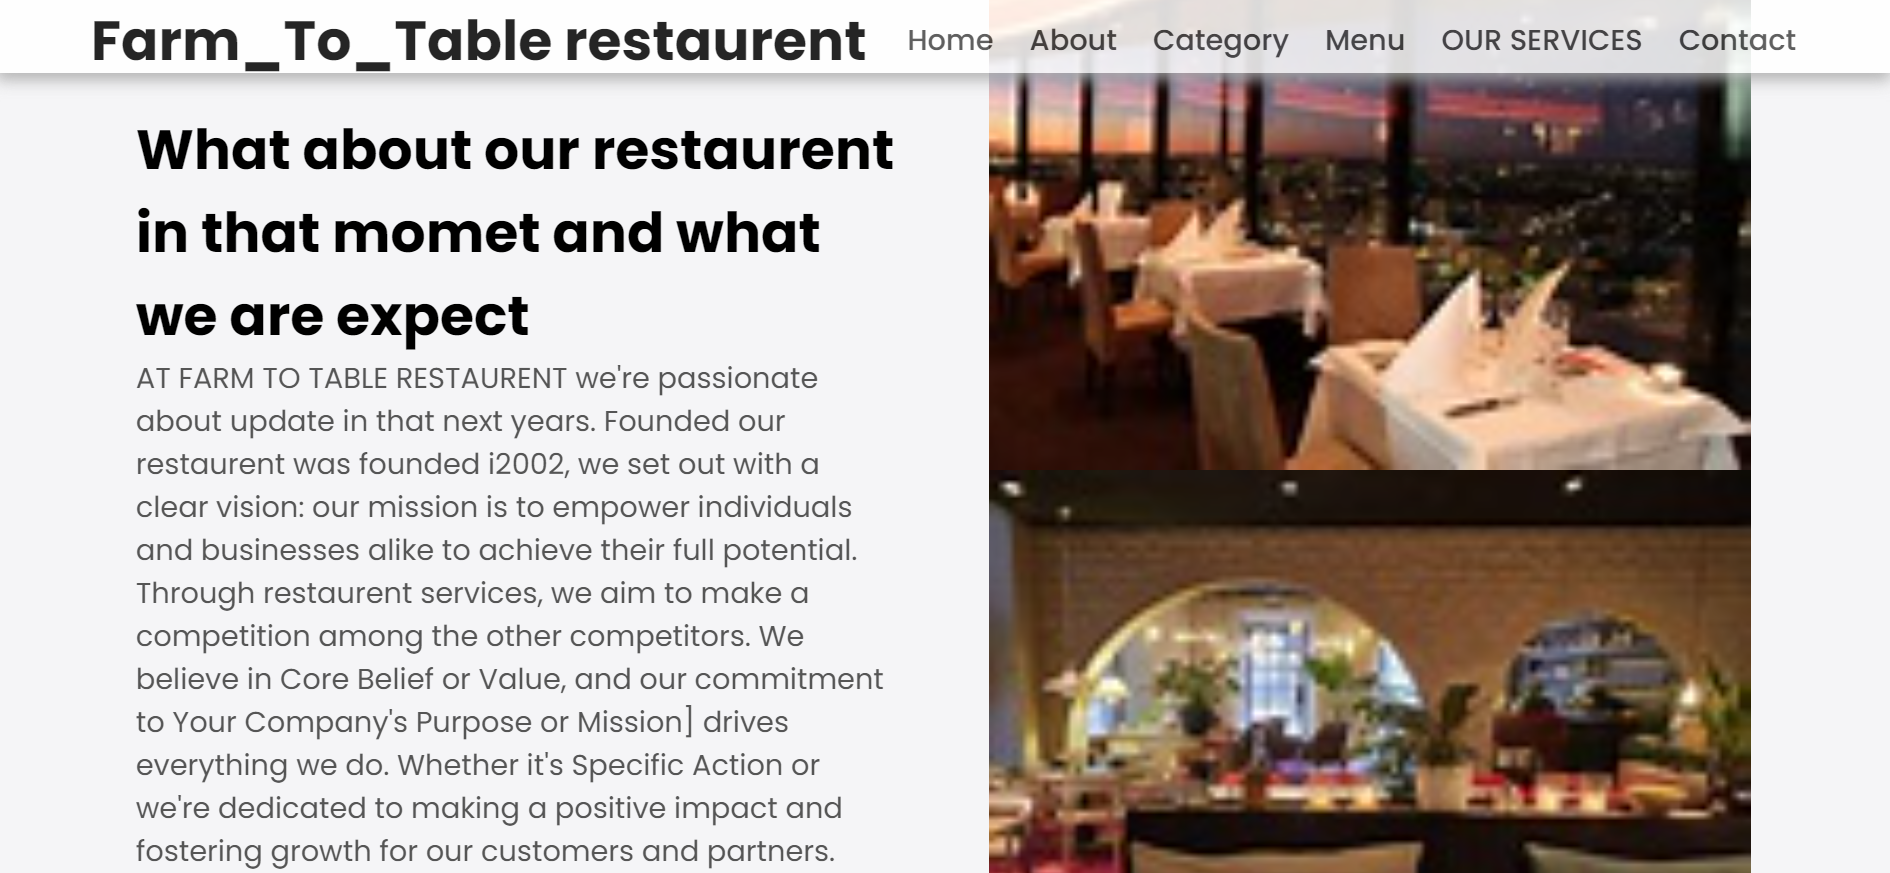 Farm_To_Table restaurent
Home About Category Menu OUR SERVICES Contact
What about our restaurent
in that momet and what
we are expect
AT FARM TO TABLE RESTAURENT we're passionate
about update in that next years. Founded our
restaurent was founded i2002, we set out with a
clear vision: our mission is to empower individuals
and businesses alike to achieve their full potential.
Through restaurent services, we aim to make a
competition among the other competitors. We
believe in Core Belief or Value, and our commitment
to Your Company's Purpose or Mission] drives
everything we do. Whether it's Specific Action or
we're dedicated to making a positive impact and
fostering growth for our customers and partners.